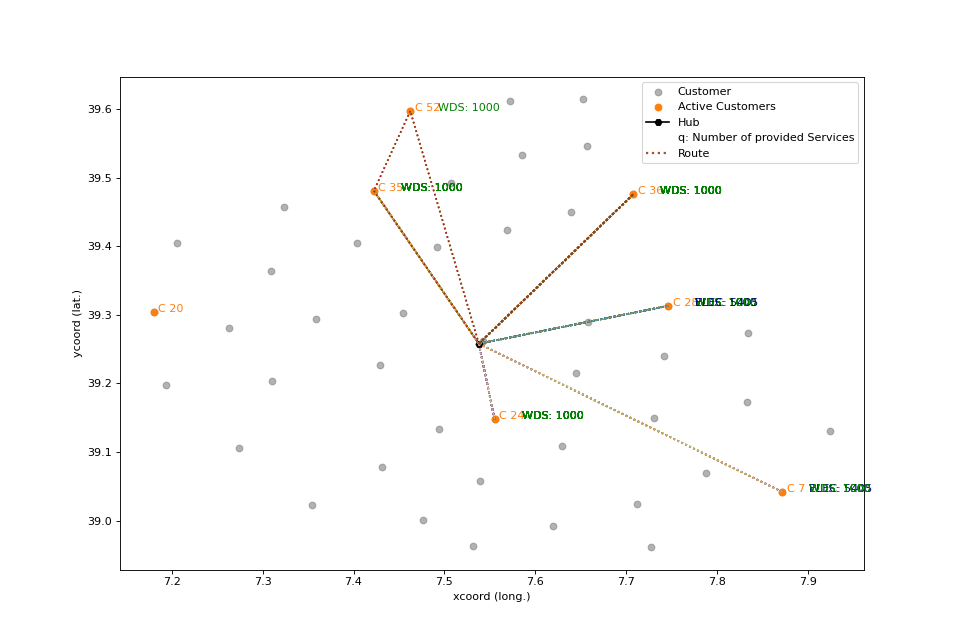 39.6
39.5
39.4
39.3
39.2
39.1
39.0
ycoord (lat.)
7.2
7.3
7.4
7.5
7.6
7.7
7.8
7.9
xcoord (long.)
Customer
Active Customers
Hub
q: Number of provided Services
Route
C 52 WDS: 1000
C 35 WDS: 1000
C 36 WDS: 1000
C 20
C 28
C 24 WDS: 1000
C 7